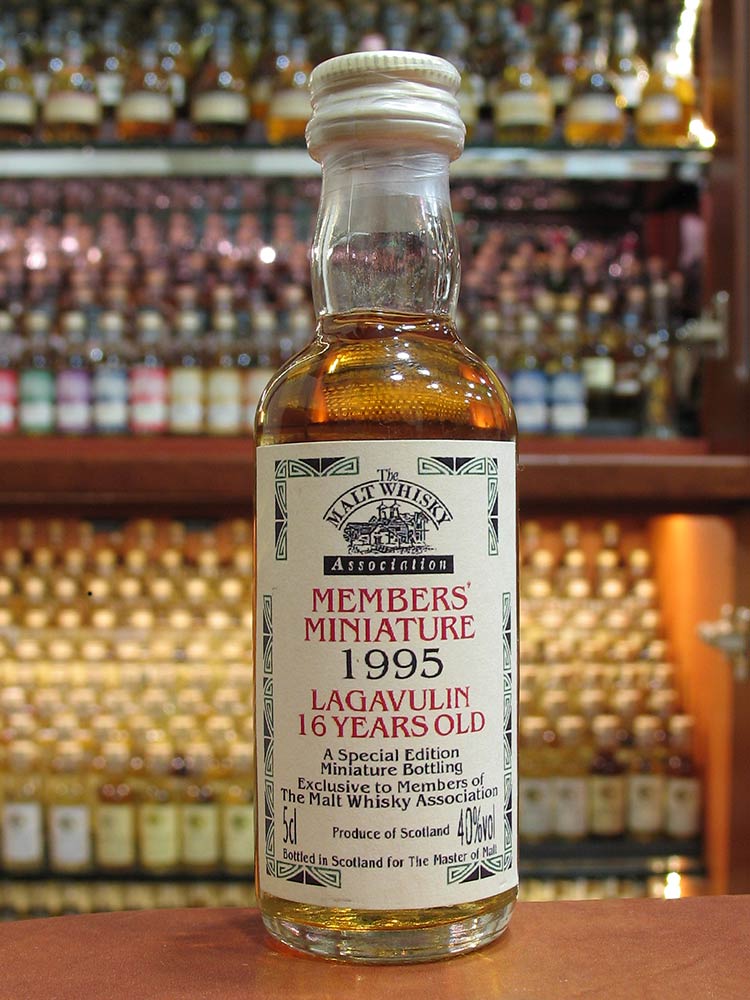 The
MALT WHISKY
Association
MEMBERS'
MINIATURE
1995
LAGAVULIN
16 YEARS OLD
A Special Edition
Miniature Bottling
Exclusive to Members of
The Malt Whisky Association
5cl Produce of Scotland 40%vol
Bottled in Scotland for The Master of Malt